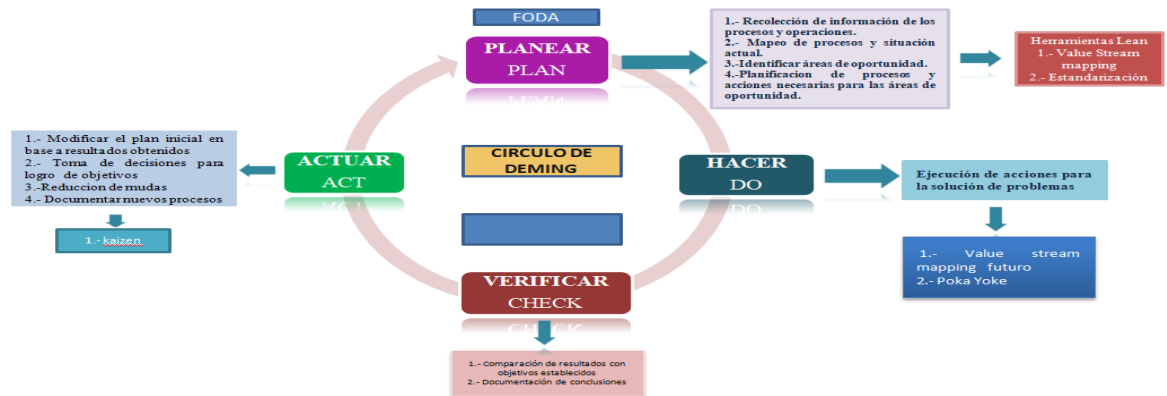 FODA
PLANEAR
PLAN
1.- Recolección de información de los
procesos y operaciones.
2.- Mapeo de procesos y situación
actual.
3.-Identificar áreas de oportunidad.
4.-Planificacion de procesos y
acciones necesarias para las áreas de
oportunidad.
Herramientas Lean
1.- Value Stream
mapping
2.- Estandarización
1.- Modificar el plan inicial en
base a resultados obtenidos
2.- Toma de decisiones para
logro de objetivos
3.-Reduccion de mudas
4.- Documentar nuevos procesos
ACTUAR
ACT
CIRCULO DE
DEMING
HACER
DO
Ejecución de acciones para
la solución de problemas
1.- kaizen.
1.- Value stream
mapping futuro
2.- Poka Yoke
VERIFICAR
CHECK
1.- Comparación de resultados con
objetivos establecidos
2.- Documentación de conclusiones